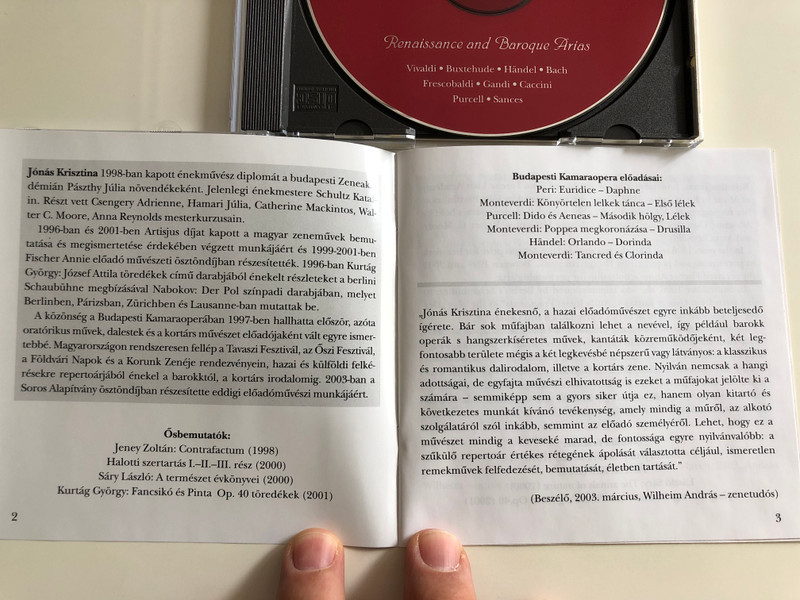 Renaissance and Baroque Arias
Vivaldi • Buxtehude • Händel • Bach
Frescobaldi • Gandi • Caccini
Purcell • Sances
Jónás Krisztina 1998-ban kapott énekművész diplomát a budapesti Zeneak
démián Pászthy Júlia növendékeként. Jelenlegi énekmestere Schultz Kata
in. Részt vett Csengery Adrienne, Hamari Júlia, Catherine Mackintos, Wal
ter C. Moore, Anna Reynolds mesterkurzusain.
1996-ban és 2001-ben Artisjus díjat kapott a magyar zeneművek bemu-
tatása és megismertetése érdekében végzett munkájáért és 1999-2001-ben
Fischer Annie előadó művészeti ösztöndíjban részesítették. 1996-ban Kurtág
György: József Attila töredékek című darabjából énekelt részleteket a berlini
Schaubühne megbízásával Nabokov: Der Pol színpadi darabjában, melyet
Berlinben, Párizsban, Zürichben és Lausanne-ban mutattak be.
A közönség a Budapesti Kamaraoperában 1997-ben hallhatta először, azóta
oratórikus művek, dalestek és a kortárs művészet előadójaként vált egyre ismer-
tebbé. Magyarországon rendszeresen fellép a Tavaszi Fesztivál, az Őszi Fesztivál,
a Földvári Napok és a Korunk Zenéje rendezvényein, hazai és külföldi felké-
résekre repertoárjából énekel a barokktól, a kortárs irodalomig. 2003-ban a
Soros Alapítvány ösztöndíjban részesítette eddigi előadóművészi munkájáért.
Ősbemutatók:
Jeney Zoltán: Contrafactum (1998)
Halotti szertartás I.–II.–III. rész (2000)
Sáry László: A természet évkönyvei (2000)
Kurtág György: Fancsikó és Pinta Op. 40 töredékek (2001)
2
Budapesti Kamaraopera előadásai:
Peri: Euridice – Daphne
Monteverdi: Könyörtelen lelkek tánca – Első lélek
Purcell: Dido és Aeneas – Második hölgy, Lélek
Monteverdi: Poppea megkoronázása – Drusilla
Händel: Orlando – Dorinda
Monteverdi: Tancred és Clorinda
„Jónás Krisztina énekesnő, a hazai előadóművészet egyre inkább beteljesedő
ígérete. Bár sok műfajban találkozni lehet a nevével, így például barokk
operák s hangszerkíséretes művek, kantáták közreműködőjeként, két leg-
fontosabb területe mégis a két legkevésbé népszerű vagy látványos: a klasszikus
és romantikus dalirodalom, illetve a kortárs zene. Nyilván nemcsak a hangi
adottságai, de egyfajta művészi elhivatottság is ezeket a műfajokat jelölte ki a
számára – semmiképp sem a gyors siker útja ez, hanem olyan kitartó és
következetes munkát kívánó tevékenység, amely mindig a műről, az alkotó
szolgálatáról szól inkább, semmint az előadó személyéről. Lehet, hogy ez a
művészet mindig a keveseké marad, de fontossága egyre nyilvánvalóbb: a
szűkülő repertoár értékes rétegének ápolását választotta céljául, ismeretlen
remekművek felfedezését, bemutatását, életben tartását.”
(Beszélő, 2003. március, Wilheim András – zenetudós)
3